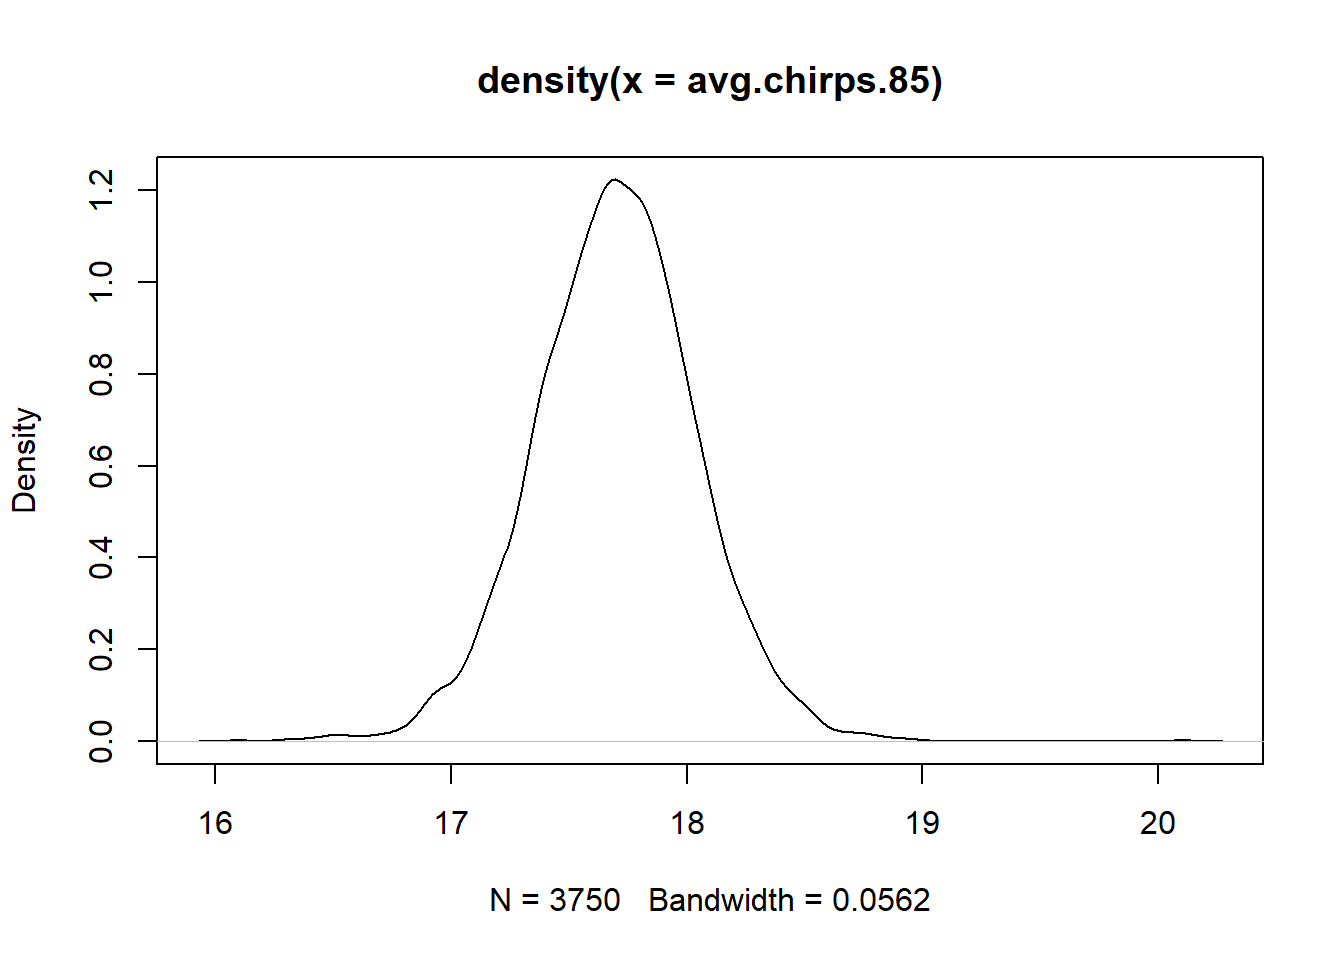 density(x = avg.chirps.85)
Density
1.2
1.0
0.8
0.6
0.4
0.2
0.0
16 17 18 19 20
N = 3750 Bandwidth = 0.0562